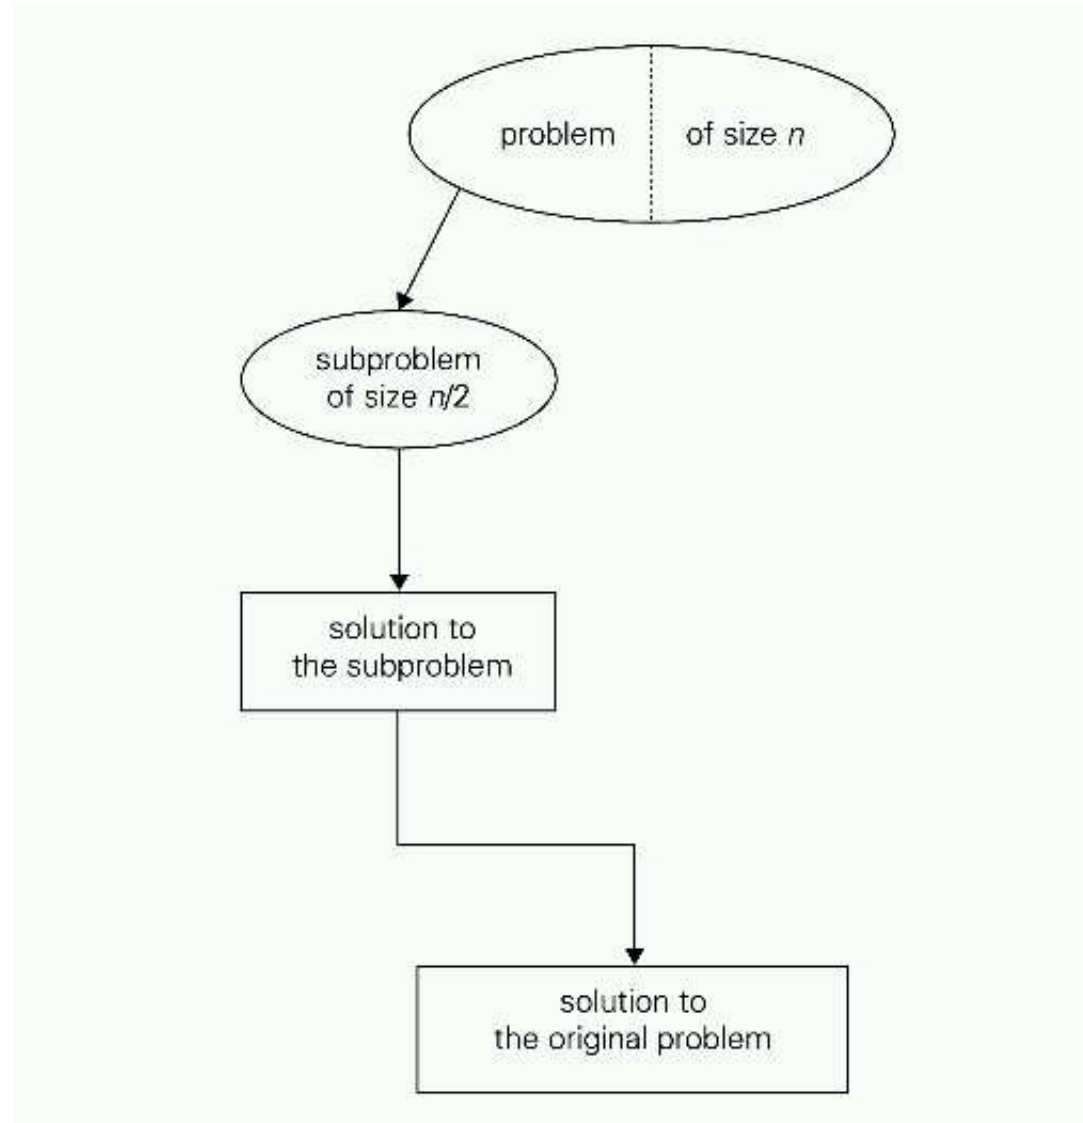 problem of size n
subproblem
of size n/2
solution to
the subproblem
solution to
the original problem